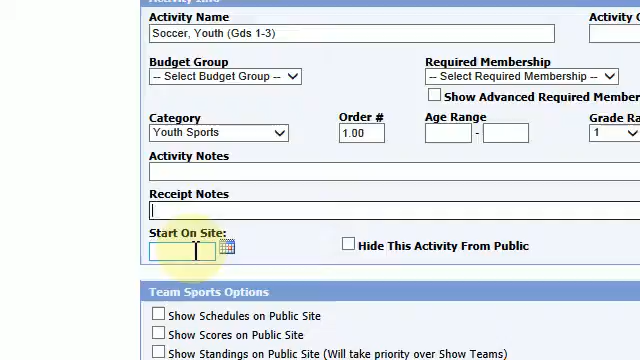 Activity Info
Activity Name
Activity
Soccer, Youth (Gds 1-3)
Budget Group
Required Membership
-- Select Budget Group --
-- Select Required Membership --
Show Advanced Required
Category
Order #
Age Range
Grade
Youth Sports
1.00
-
1
Activity Notes
Receipt Notes
Start On Site:
Hide This Activity From Public
Team Sports Options
Show Schedules on Public Site
Show Scores on Public Site
Show Standings on Public Site (Will take priority over Show Teams)